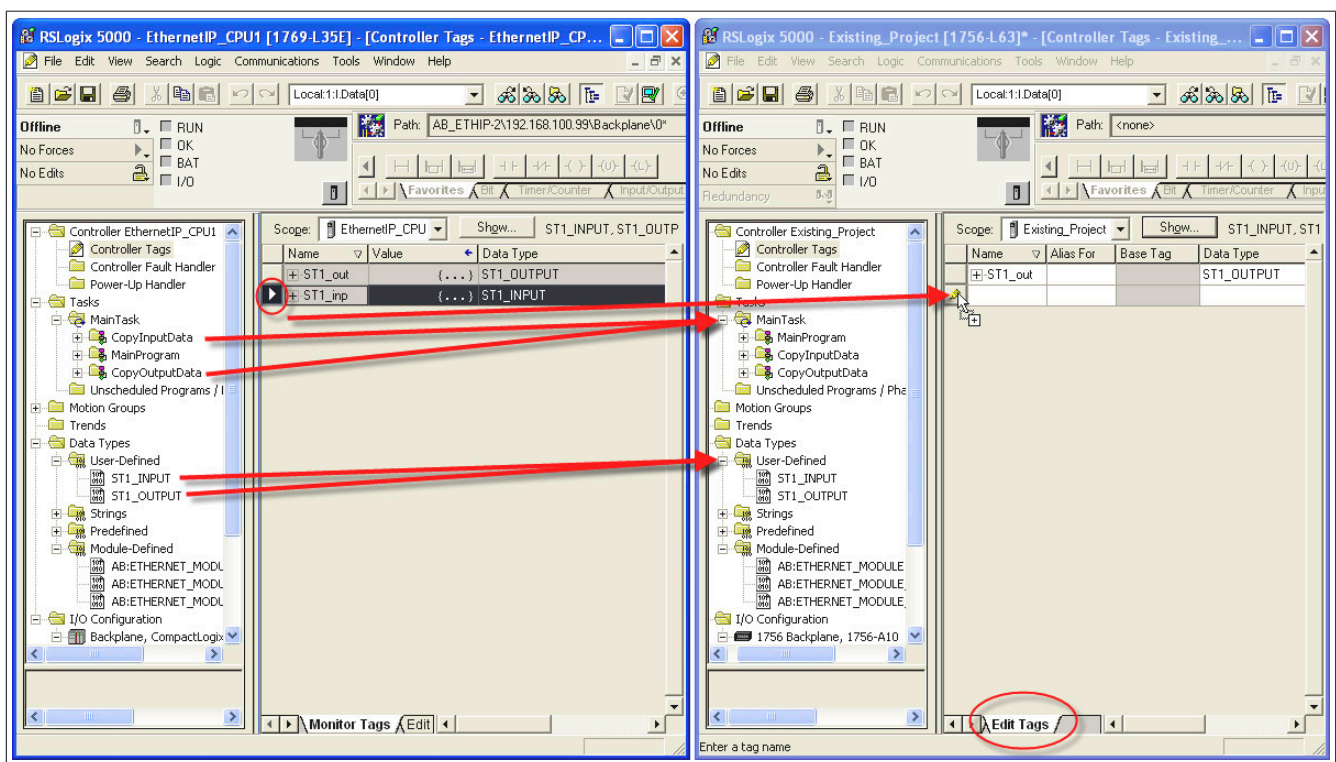 RSLogix 5000 - EthernetIP_CPU1 [1769-L35E] - [Controller Tags - EthernetIP_CP...
File Edit View Search Logic Communications Tools Window Help
Local:1:I.Data[0]
Offline
RUN
Path: AB_ETHIP-2\192.168.100.99\Backplane\0*
No Forces
OK
BAT
No Edits
I/O
Favorites Bit Timer/Counter Input/Output
Controller EthernetIP_CPU1
Controller Tags
Controller Fault Handler
Power-Up Handler
Tasks
MainTask
CopyInputData
MainProgram
CopyOutputData
Unscheduled Programs / I
Motion Groups
Trends
Data Types
User-Defined
ST1_INPUT
ST1_OUTPUT
Strings
Predefined
Module-Defined
AB:ETHERNET_MODU
AB:ETHERNET_MODU
AB:ETHERNET_MODU
I/O Configuration
Backplane, CompactLogix
Scope: EthernetIP_CPU Show... ST1_INPUT, ST1_OUTP
Name Value Data Type
ST1_out {...} ST1_OUTPUT
ST1_inp {...} ST1_INPUT
Monitor Tags Edit
RSLogix 5000 - Existing_Project [1756-L63]* - [Controller Tags - Existing_...
File Edit View Search Logic Communications Tools Window Help
Local:1:I.Data[0]
Offline
RUN
Path: <none>
No Forces
OK
BAT
No Edits
I/O
Redundancy
Favorites Bit Timer/Counter Inpu
Controller Existing_Project
Controller Tags
Controller Fault Handler
Power-Up Handler
Tasks
MainTask
MainProgram
CopyInputData
CopyOutputData
Unscheduled Programs / Pha
Motion Groups
Trends
Data Types
User-Defined
ST1_INPUT
ST1_OUTPUT
Strings
Predefined
Module-Defined
AB:ETHERNET_MODULE
AB:ETHERNET_MODULE_
AB:ETHERNET_MODULE_
I/O Configuration
1756 Backplane, 1756-A10
Scope: Existing_Project Show... ST1_INPUT, ST1
Name Alias For Base Tag Data Type
ST1_out ST1_OUTPUT
Edit Tags
Enter a tag name